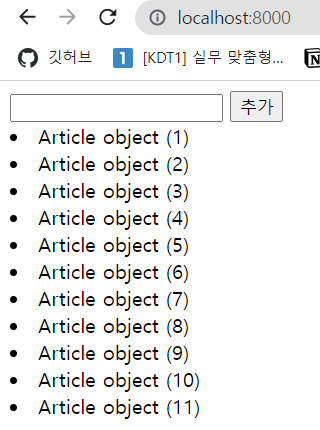 localhost:8000
깃허브 1 [KDT1] 실무 맞춤형...
추가
Article object (1)
Article object (2)
Article object (3)
Article object (4)
Article object (5)
Article object (6)
Article object (7)
Article object (8)
Article object (9)
Article object (10)
Article object (11)